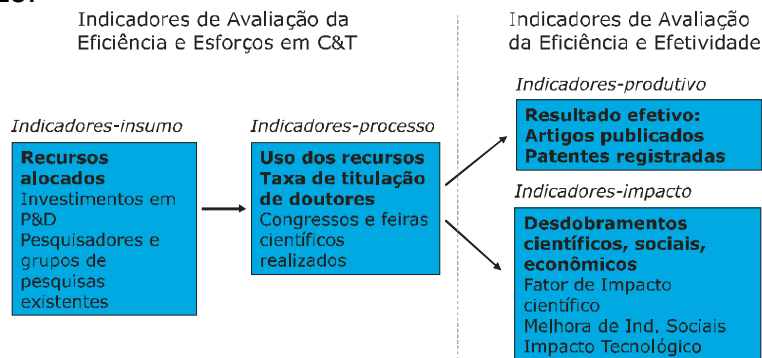 Indicadores de Avaliação da
Eficiência e Esforços em C&T
Indicadores-insumo
Recursos
alocados
Investimentos em
P&D
Pesquisadores e
grupos de
pesquisas
existentes
Indicadores-processo
Uso dos recursos
Taxa de titulação
de doutores
Congressos e feiras
científicos
realizados
Indicadores de Avaliação
da Eficiência e Efetividade
Indicadores-produtivo
Resultado efetivo:
Artigos publicados
Patentes registradas
Indicadores-impacto
Desdobramentos
científicos, sociais,
econômicos
Fator de Impacto
científico
Melhora de Ind. Sociais
Impacto Tecnológico